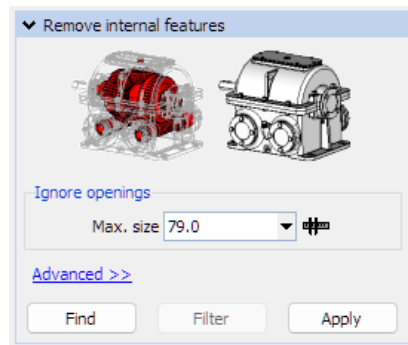 Remove internal features
Ignore openings
Max. size 79.0
Advanced >>
Find Filter Apply